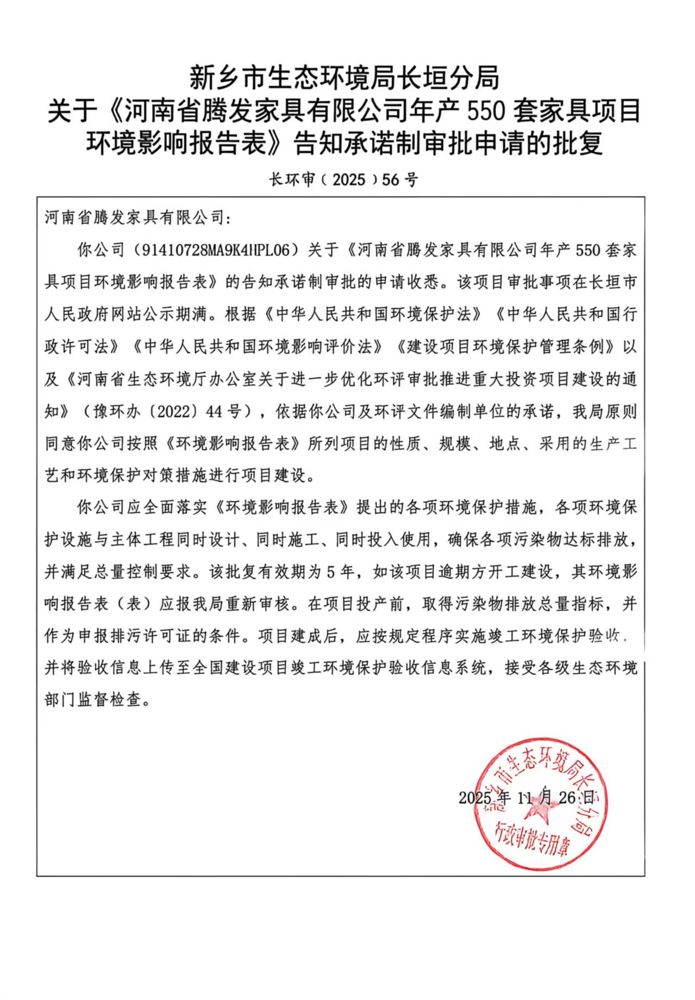 新乡市生态环境局长垣分局
关于《河南省腾发家具有限公司年产 550 套家具项目
环境影响报告表》告知承诺制审批申请的批复
长环审﹝2025﹞56 号
河南省腾发家具有限公司:
你公司（91410728MA9K4HPL06）关于《河南省腾发家具有限公司年产 550 套家
具项目环境影响报告表》的告知承诺制审批的申请收悉。该项目审批事项在长垣市
人民政府网站公示期满。根据《中华人民共和国环境保护法》《中华人民共和国行
政许可法》《中华人民共和国环境影响评价法》《建设项目环境保护管理条例》以
及《河南省生态环境厅办公室关于进一步优化环评审批推进重大投资项目建设的通
知》（豫环办〔2022〕44 号），依据你公司及环评文件编制单位的承诺，我局原则
同意你公司按照《环境影响报告表》所列项目的性质、规模、地点、采用的生产工
艺和环境保护对策措施进行项目建设。
你公司应全面落实《环境影响报告表》提出的各项环境保护措施，各项环境保
护设施与主体工程同时设计、同时施工、同时投入使用，确保各项污染物达标排放，
并满足总量控制要求。该批复有效期为 5 年，如该项目逾期方开工建设，其环境影
响报告表（表）应报我局重新审核。在项目投产前，取得污染物排放总量指标，并
作为申报排污许可证的条件。项目建成后，应按规定程序实施竣工环境保护验收.
并将验收信息上传至全国建设项目竣工环境保护验收信息系统，接受各级生态环境
部门监督检查。
新乡市生态环境局长垣分局
2025 年 11 月 26 日
行政审批专用章